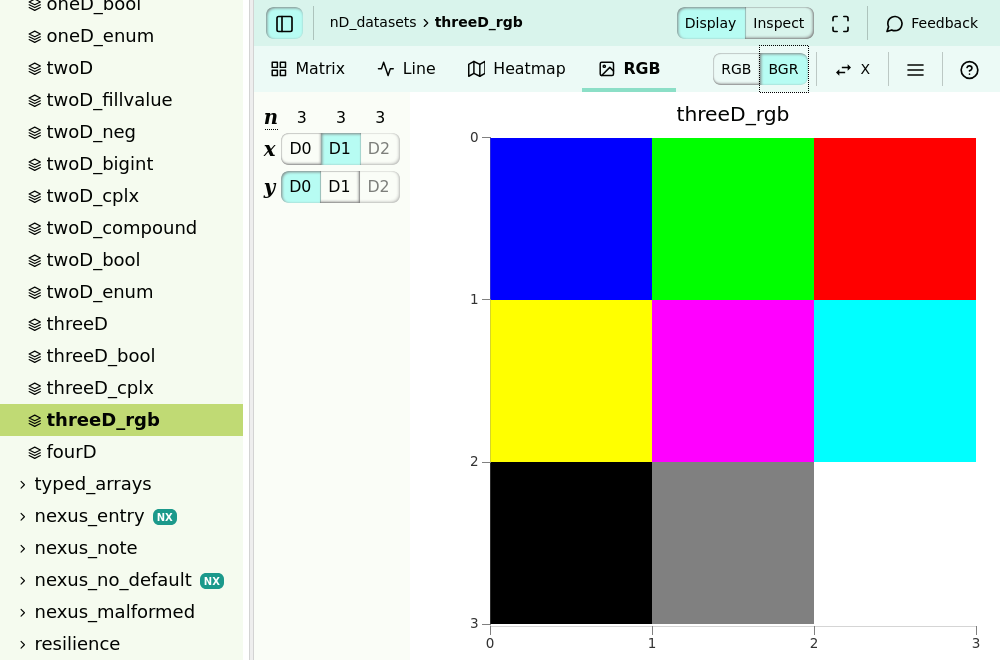 oneD_bool
oneD_enum
twoD
twoD_fillvalue
twoD_neg
twoD_bigint
twoD_cplx
twoD_compound
twoD_bool
twoD_enum
threeD
threeD_bool
threeD_cplx
threeD_rgb
fourD
typed_arrays
nexus_entry NX
nexus_note
nexus_no_default NX
nexus_malformed
resilience
nD_datasets › threeD_rgb Display Inspect Feedback
Matrix Line Heatmap RGB RGB BGR X
n 3 3 3
x D0 D1 D2
y D0 D1 D2
threeD_rgb
0
1
2
3
0 1 2 3